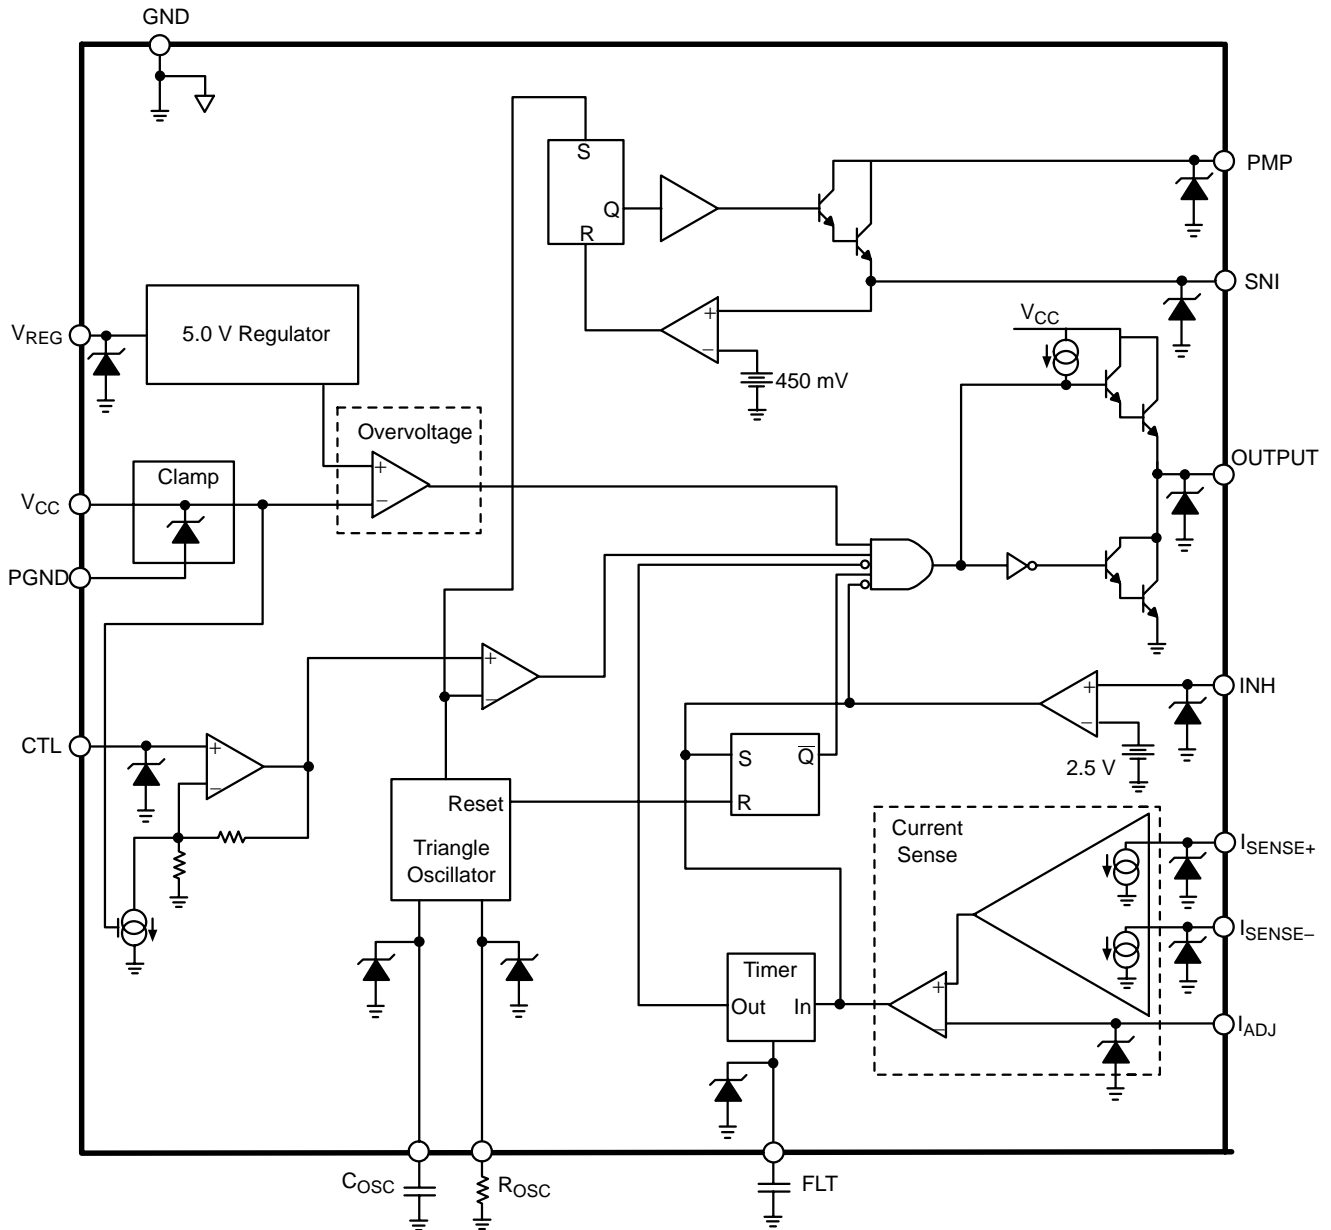 GND
S
Q
R
PMP
SNI
VREG
5.0 V Regulator
+
−
450 mV
VCC
Overvoltage
+
−
Clamp
VCC
OUTPUT
PGND
+
−
INH
+
−
2.5 V
CTL
+
−
S
Q̅
R
Reset
Triangle
Oscillator
Current
Sense
ISENSE+
ISENSE−
Timer
Out
In
+
−
IADJ
COSC
ROSC
FLT